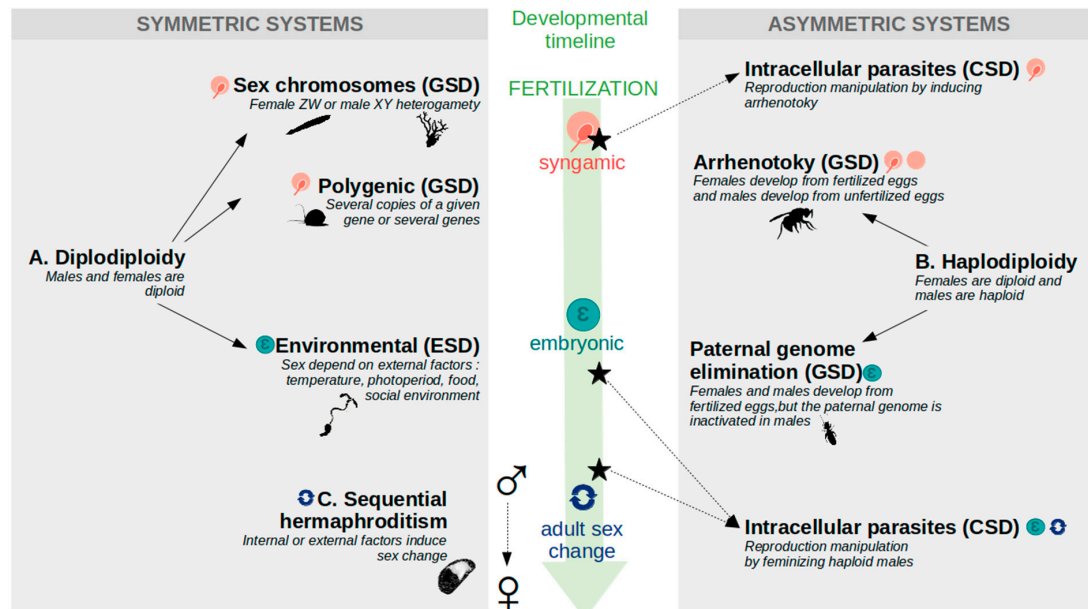 SYMMETRIC SYSTEMS
Sex chromosomes (GSD)
Female ZW or male XY heterogamety
Polygenic (GSD)
Several copies of a given
gene or several genes
A. Diplodiploidy
Males and females are
diploid
ε
Environmental (ESD)
Sex depend on external factors :
temperature, photoperiod, food,
social environment
C. Sequential
hermaphroditism
Internal or external factors induce
sex change
♂
♀
Developmental
timeline
FERTILIZATION
syngamic
ε
embryonic
adult sex
change
ASYMMETRIC SYSTEMS
Intracellular parasites (CSD)
Reproduction manipulation by inducing
arrhenotoky
Arrhenotoky (GSD)
Females develop from fertilized eggs
and males develop from unfertilized eggs
B. Haplodiploidy
Females are diploid and
males are haploid
Paternal genome
elimination (GSD) ε
Females and males develop from
fertilized eggs,but the paternal genome is
inactivated in males
Intracellular parasites (CSD) ε
Reproduction manipulation
by feminizing haploid males